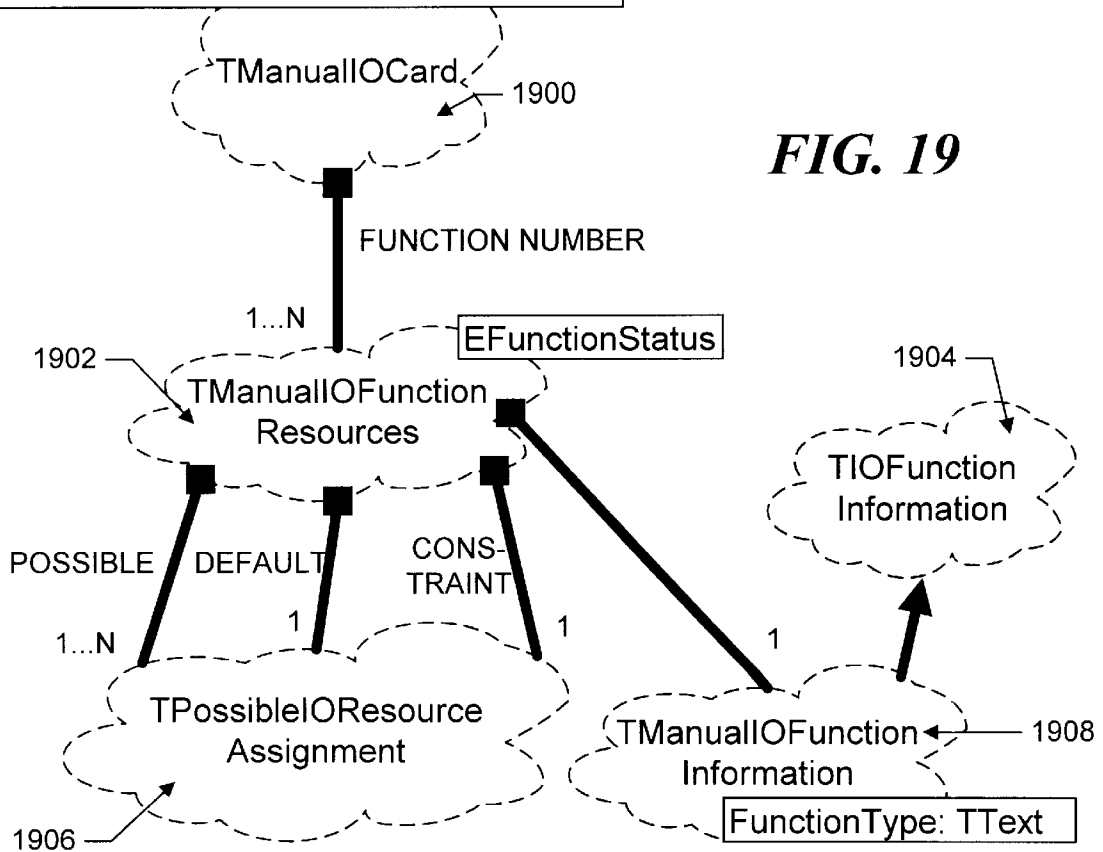 TManualIOCard
1900
FIG. 19
FUNCTION NUMBER
1...N
EFunctionStatus
1902
TManualIOFunction
Resources
1904
TIOFunction
Information
POSSIBLE
DEFAULT
CONS-
TRAINT
1...N
1
1
1
TPossibleIOResource
Assignment
TManualIOFunction
Information
1908
FunctionType: TText
1906